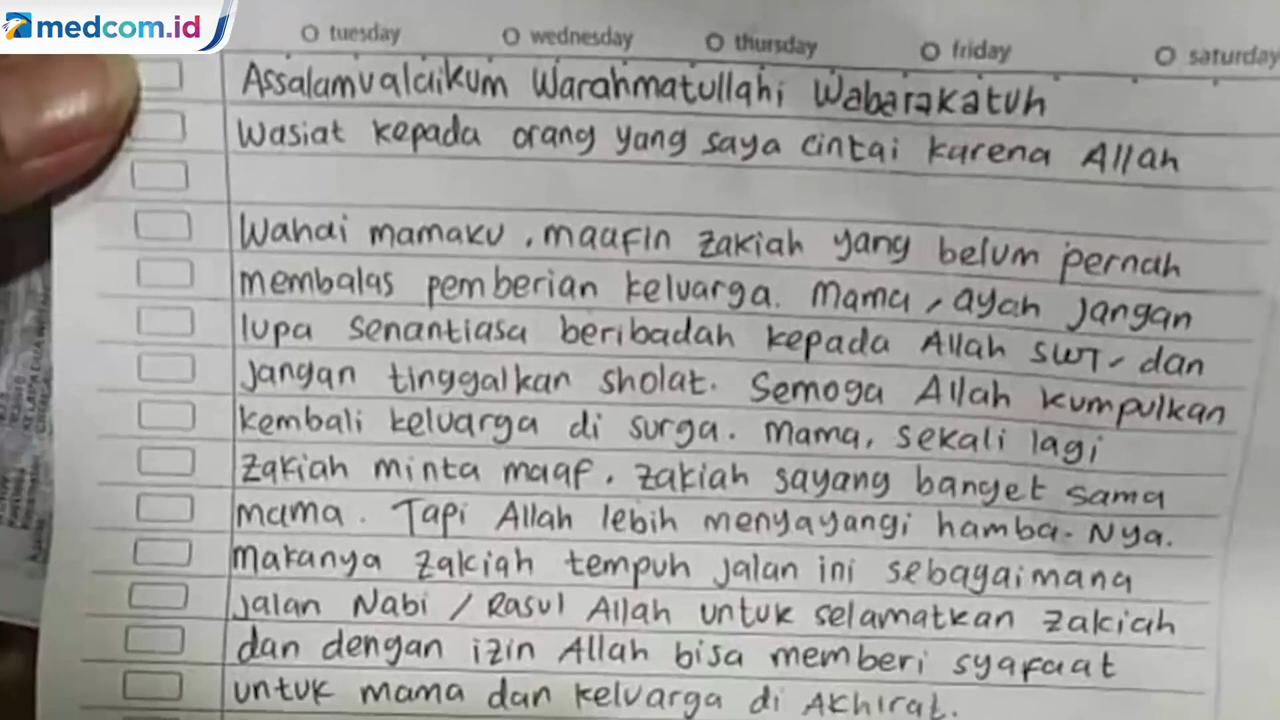 medcom.id
tuesday wednesday thursday friday saturday
Assalamualaikum Warahmatullahi Wabarakatuh
Wasiat kepada orang yang saya cintai karena Allah
Wahai mamaku, maafin zakiah yang belum pernah
membalas pemberian keluarga. Mama, ayah jangan
lupa senantiasa beribadah kepada Allah SWT, dan
jangan tinggalkan sholat. Semoga Allah kumpulkan
kembali keluarga di surga. Mama, sekali lagi
zakiah minta maaf. zakiah sayang banget sama
mama. Tapi Allah lebih menyayangi hamba-Nya.
makanya zakiah tempuh jalan ini sebagaimana
jalan Nabi / Rasul Allah untuk selamatkan zakiah
dan dengan izin Allah bisa memberi syafaat
untuk mama dan keluarga di Akhirat.